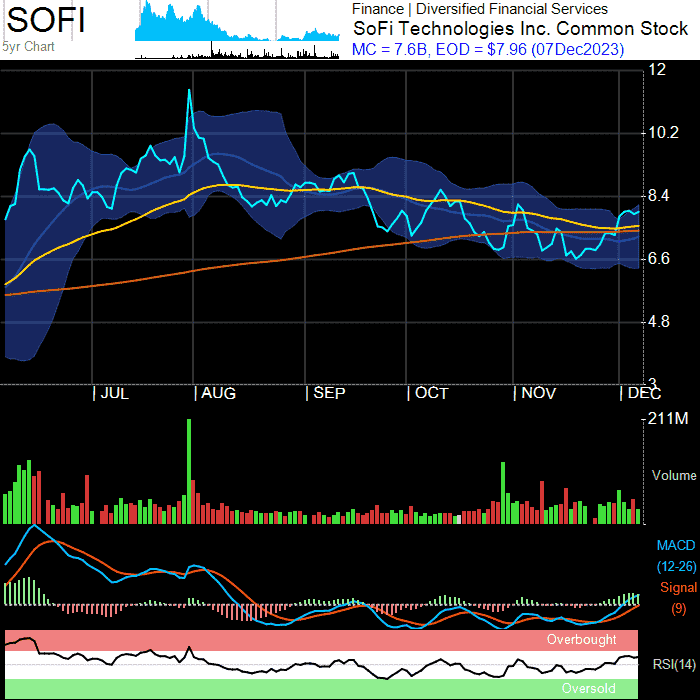 SOFI
5yr Chart
Finance | Diversified Financial Services
SoFi Technologies Inc. Common Stock
MC = 7.6B, EOD = $7.96 (07Dec2023)
12
10.2
8.4
6.6
4.8
3
| JUL | AUG | SEP | OCT | NOV | DEC
211M
Volume
MACD
(12-26)
Signal
(9)
Overbought
RSI(14)
Oversold